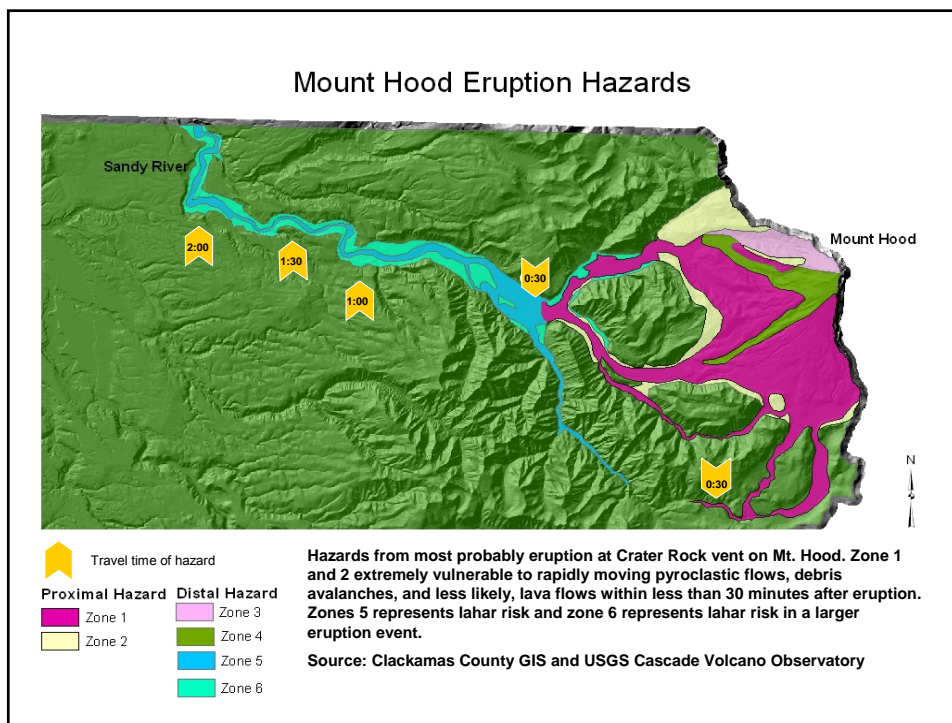 Mount Hood Eruption Hazards
Sandy River
Mount Hood
2:00
1:30
1:00
0:30
0:30
N
Travel time of hazard
Proximal Hazard
Zone 1
Zone 2
Distal Hazard
Zone 3
Zone 4
Zone 5
Zone 6
Hazards from most probably eruption at Crater Rock vent on Mt. Hood. Zone 1
and 2 extremely vulnerable to rapidly moving pyroclastic flows, debris
avalanches, and less likely, lava flows within less than 30 minutes after eruption.
Zones 5 represents lahar risk and zone 6 represents lahar risk in a larger
eruption event.
Source: Clackamas County GIS and USGS Cascade Volcano Observatory